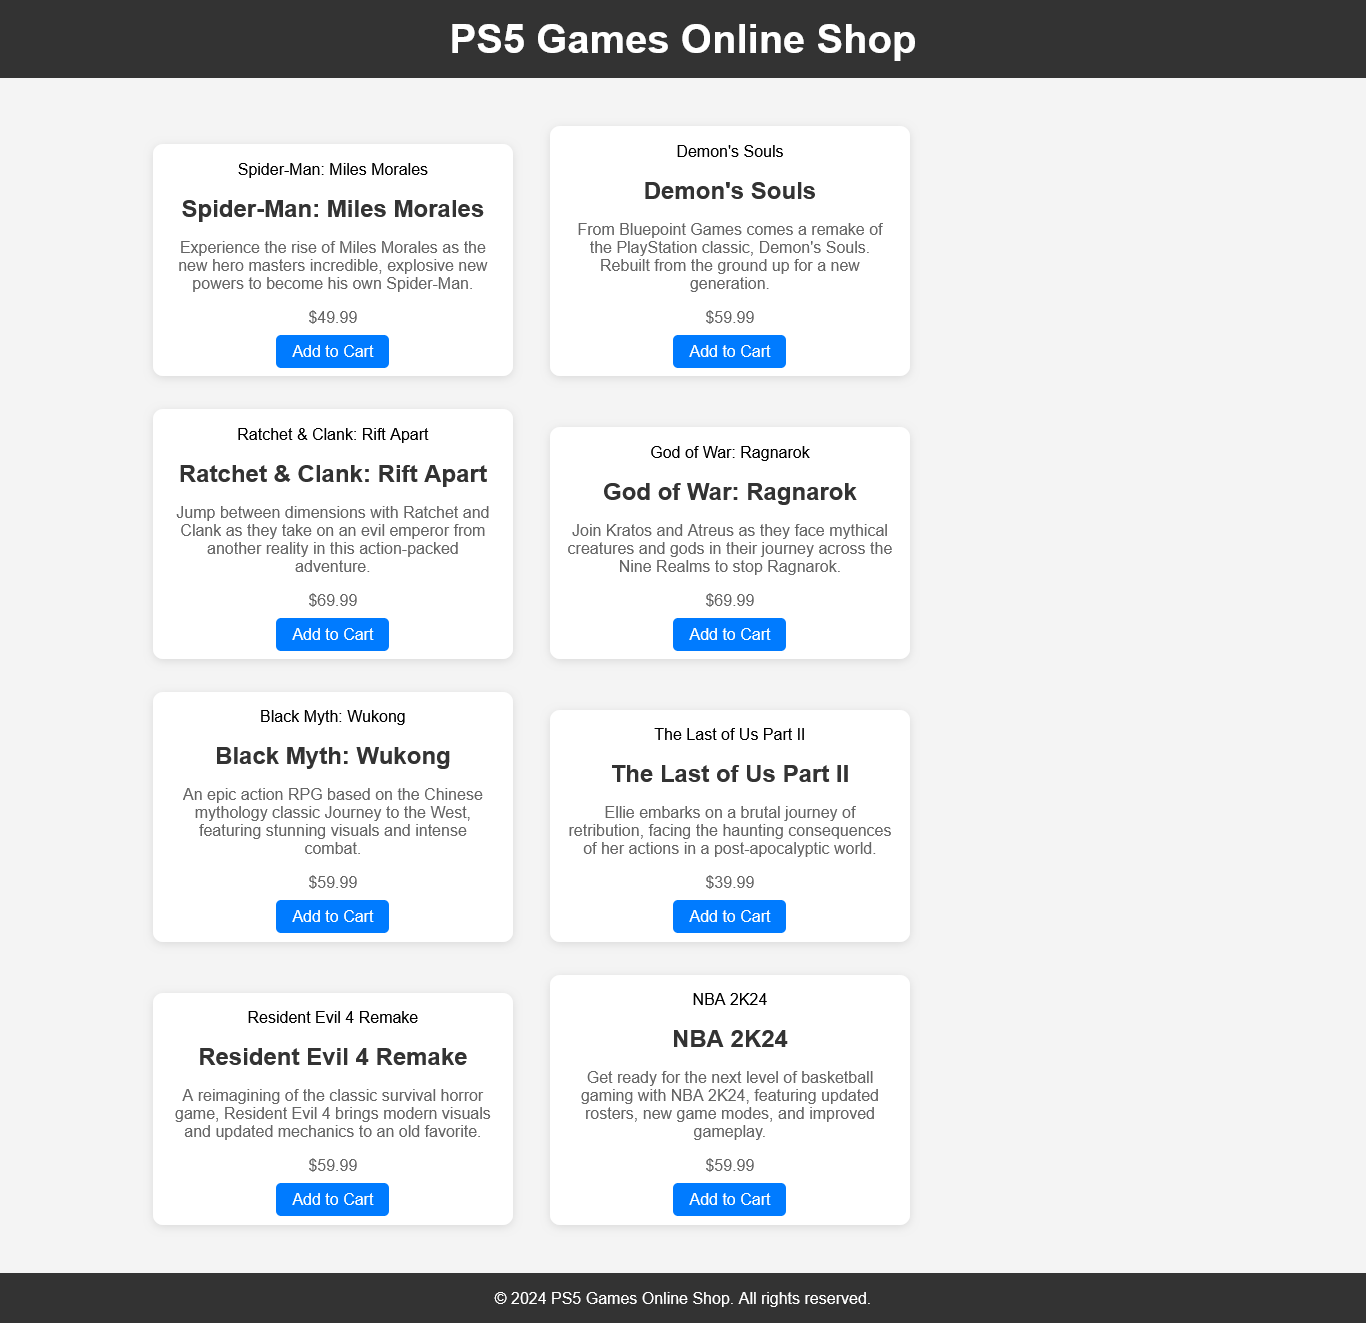 PS5 Games Online Shop
Spider-Man: Miles Morales
Spider-Man: Miles Morales
Experience the rise of Miles Morales as the
new hero masters incredible, explosive new
powers to become his own Spider-Man.
$49.99
Add to Cart
Demon's Souls
Demon's Souls
From Bluepoint Games comes a remake of
the PlayStation classic, Demon's Souls.
Rebuilt from the ground up for a new
generation.
$59.99
Add to Cart
Ratchet & Clank: Rift Apart
Ratchet & Clank: Rift Apart
Jump between dimensions with Ratchet and
Clank as they take on an evil emperor from
another reality in this action-packed
adventure.
$69.99
Add to Cart
God of War: Ragnarok
God of War: Ragnarok
Join Kratos and Atreus as they face mythical
creatures and gods in their journey across the
Nine Realms to stop Ragnarok.
$69.99
Add to Cart
Black Myth: Wukong
Black Myth: Wukong
An epic action RPG based on the Chinese
mythology classic Journey to the West,
featuring stunning visuals and intense
combat.
$59.99
Add to Cart
The Last of Us Part II
The Last of Us Part II
Ellie embarks on a brutal journey of
retribution, facing the haunting consequences
of her actions in a post-apocalyptic world.
$39.99
Add to Cart
Resident Evil 4 Remake
Resident Evil 4 Remake
A reimagining of the classic survival horror
game, Resident Evil 4 brings modern visuals
and updated mechanics to an old favorite.
$59.99
Add to Cart
NBA 2K24
NBA 2K24
Get ready for the next level of basketball
gaming with NBA 2K24, featuring updated
rosters, new game modes, and improved
gameplay.
$59.99
Add to Cart
© 2024 PS5 Games Online Shop. All rights reserved.